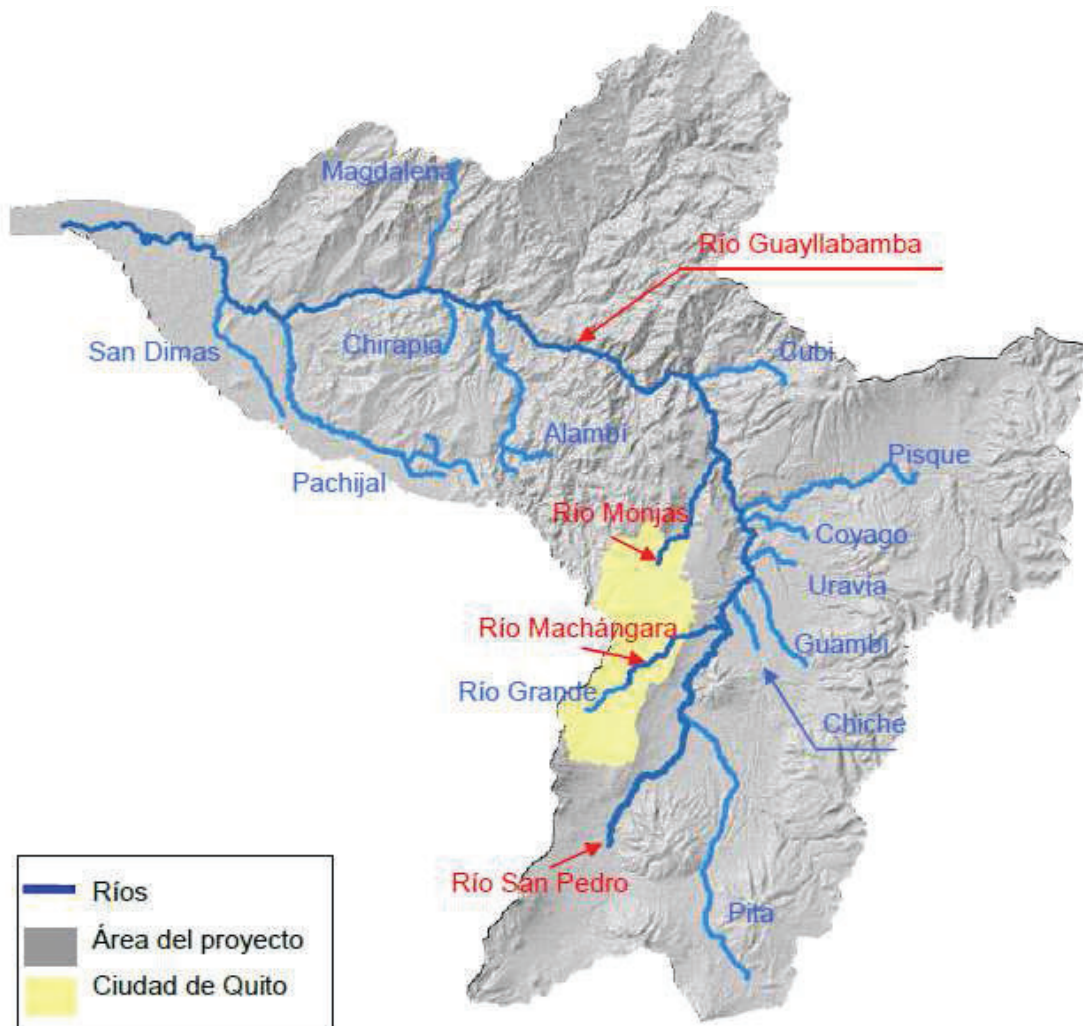 Magdalena
Río Guayllabamba
San Dimas
Chirapia
Cubi
Alambi
Pisque
Pachijal
Río Monjas
Coyago
Uravia
Río Machángara
Guambi
Río Grande
Chiche
Río San Pedro
Pita
Ríos
Área del proyecto
Ciudad de Quito